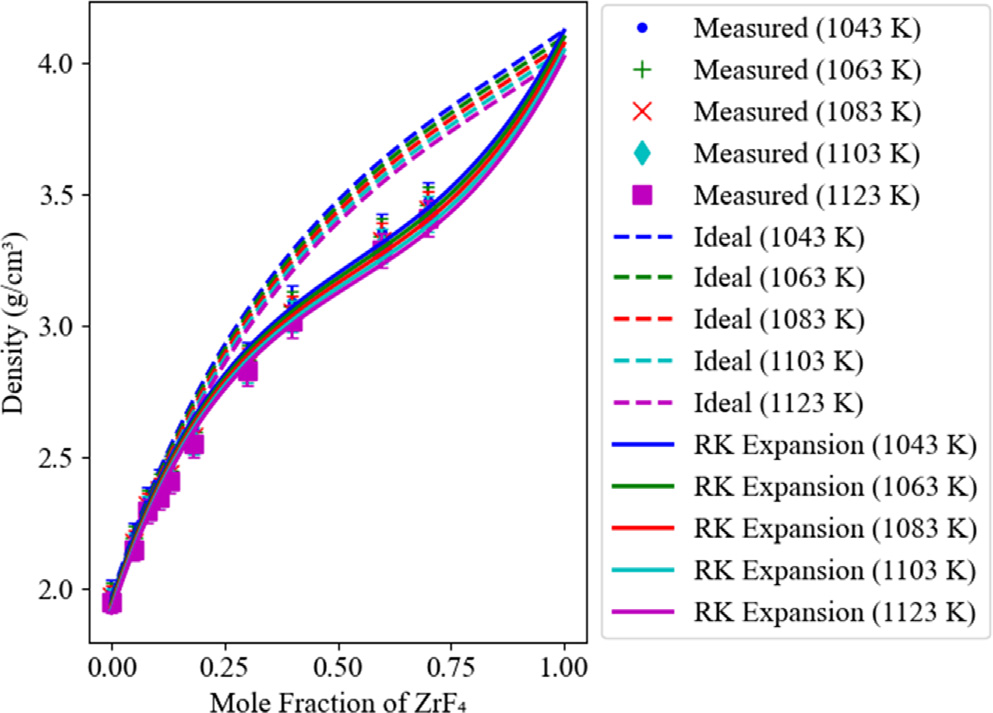 4.0
3.5
3.0
2.5
2.0
Density (g/cm³)
0.00 0.25 0.50 0.75 1.00
Mole Fraction of ZrF₄
Measured (1043 K)
Measured (1063 K)
Measured (1083 K)
Measured (1103 K)
Measured (1123 K)
Ideal (1043 K)
Ideal (1063 K)
Ideal (1083 K)
Ideal (1103 K)
Ideal (1123 K)
RK Expansion (1043 K)
RK Expansion (1063 K)
RK Expansion (1083 K)
RK Expansion (1103 K)
RK Expansion (1123 K)